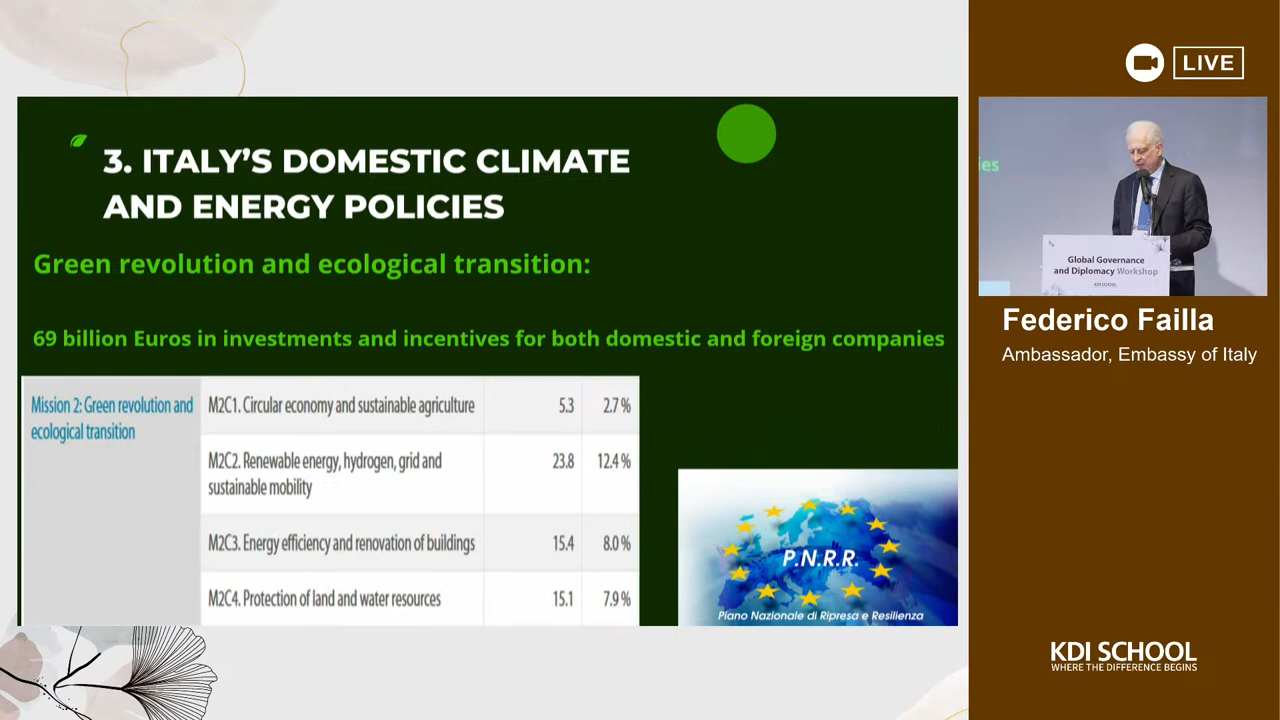 3. ITALY'S DOMESTIC CLIMATE
AND ENERGY POLICIES
Green revolution and ecological transition:
69 billion Euros in investments and incentives for both domestic and foreign companies
Mission 2: Green revolution and
ecological transition
M2C1. Circular economy and sustainable agriculture 5.3 2.7 %
M2C2. Renewable energy, hydrogen, grid and
sustainable mobility
23.8 12.4 %
M2C3. Energy efficiency and renovation of buildings 15.4 8.0 %
M2C4. Protection of land and water resources 15.1 7.9 %
P.N.R.R.
Piano Nazionale di Ripresa e Resilienza
LIVE
ies
Global Governance
and Diplomacy Workshop
Federico Failla
Ambassador, Embassy of Italy
KDI SCHOOL
WHERE THE DIFFERENCE BEGINS